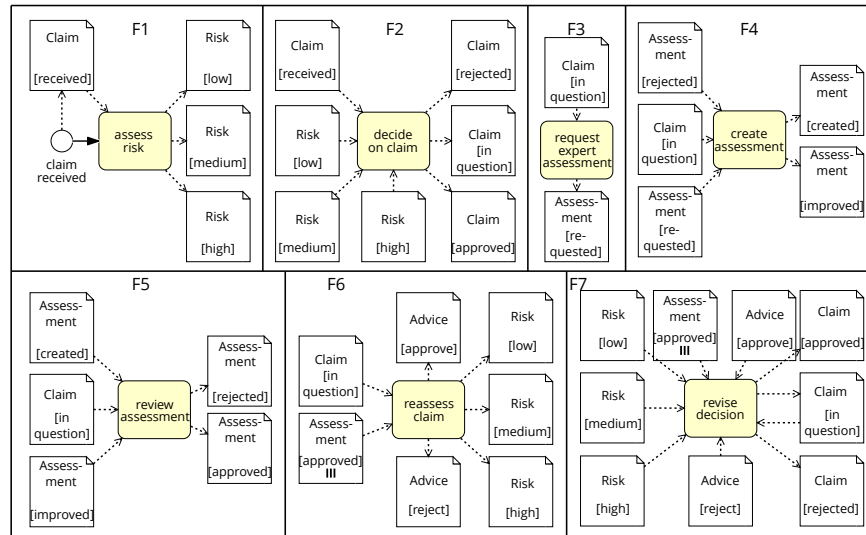 F1
Claim
[received]
claim
received
assess
risk
Risk
[low]
Risk
[medium]
Risk
[high]
F2
Claim
[received]
Risk
[low]
Risk
[medium]
Risk
[high]
decide
on claim
Claim
[rejected]
Claim
[in
question]
Claim
[approved]
F3
Claim
[in
question]
request
expert
assessment
Assess-
ment
[re-
quested]
F4
Assess-
ment
[rejected]
Claim
[in
question]
Assess-
ment
[re-
quested]
create
assessment
Assess-
ment
[created]
Assess-
ment
[improved]
F5
Assess-
ment
[created]
Claim
[in
question]
Assess-
ment
[improved]
review
assessment
Assess-
ment
[rejected]
Assess-
ment
[approved]
F6
Claim
[in
question]
Assess-
ment
[approved]
Advice
[approve]
reassess
claim
Advice
[reject]
Risk
[low]
Risk
[medium]
Risk
[high]
F7
Risk
[low]
Risk
[medium]
Risk
[high]
Assess-
ment
[approved]
Advice
[approve]
revise
decision
Advice
[reject]
Claim
[approved]
Claim
[in
question]
Claim
[rejected]